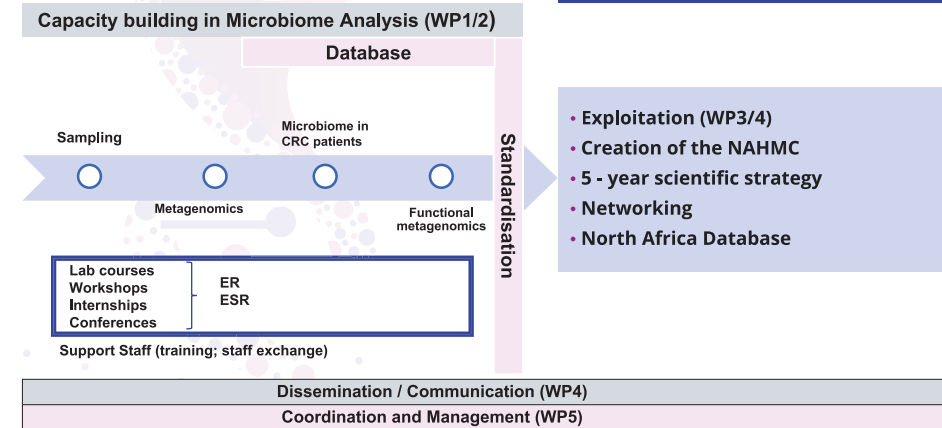 Capacity building in Microbiome Analysis (WP1/2)
Database
Sampling
Microbiome in
CRC patients
Metagenomics
Functional
metagenomics
Standardisation
Lab courses
Workshops
Internships
Conferences
ER
ESR
Support Staff (training; staff exchange)
• Exploitation (WP3/4)
• Creation of the NAHMC
• 5 - year scientific strategy
• Networking
• North Africa Database
Dissemination / Communication (WP4)
Coordination and Management (WP5)